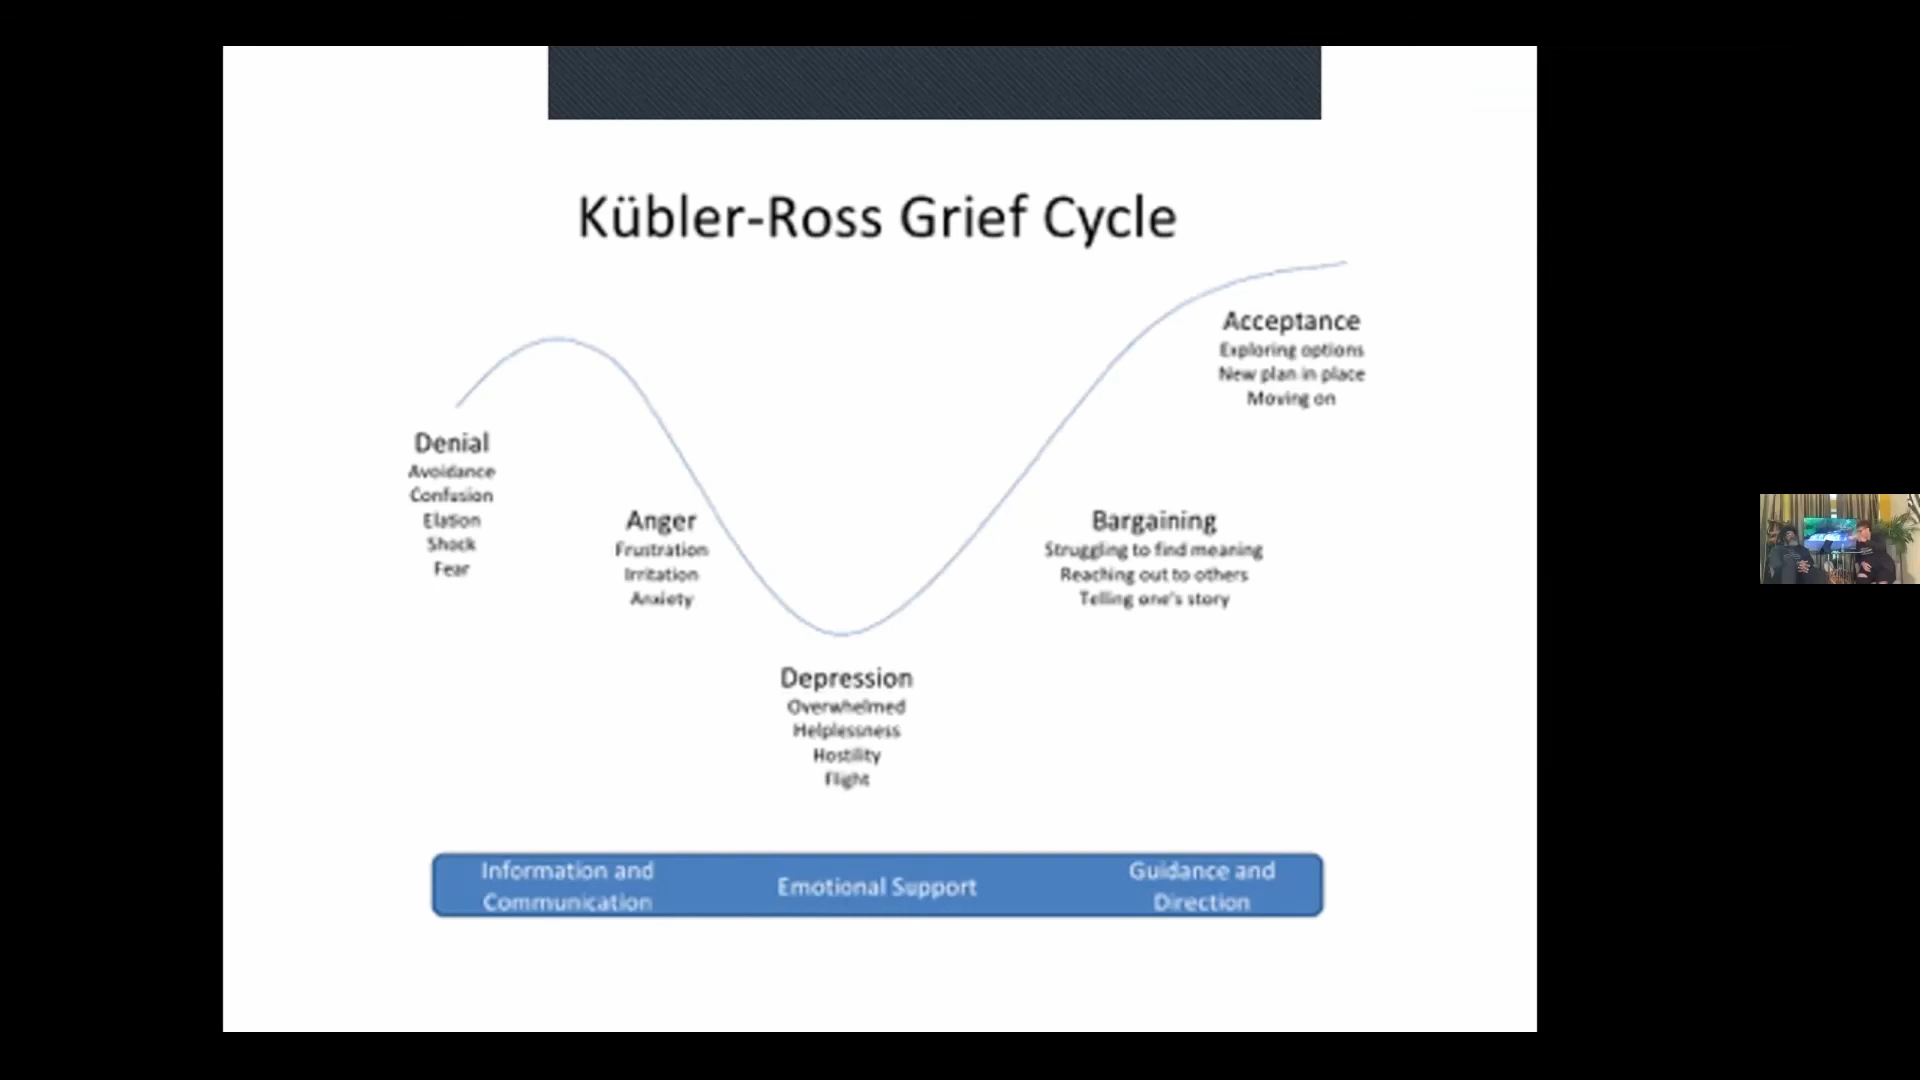 Kübler-Ross Grief Cycle
Denial
Avoidance
Confusion
Elation
Shock
Fear
Anger
Frustration
Irritation
Anxiety
Depression
Overwhelmed
Helplessness
Hostility
Flight
Bargaining
Struggling to find meaning
Reaching out to others
Telling one's story
Acceptance
Exploring options
New plan in place
Moving on
Information and
Communication
Emotional Support
Guidance and
Direction